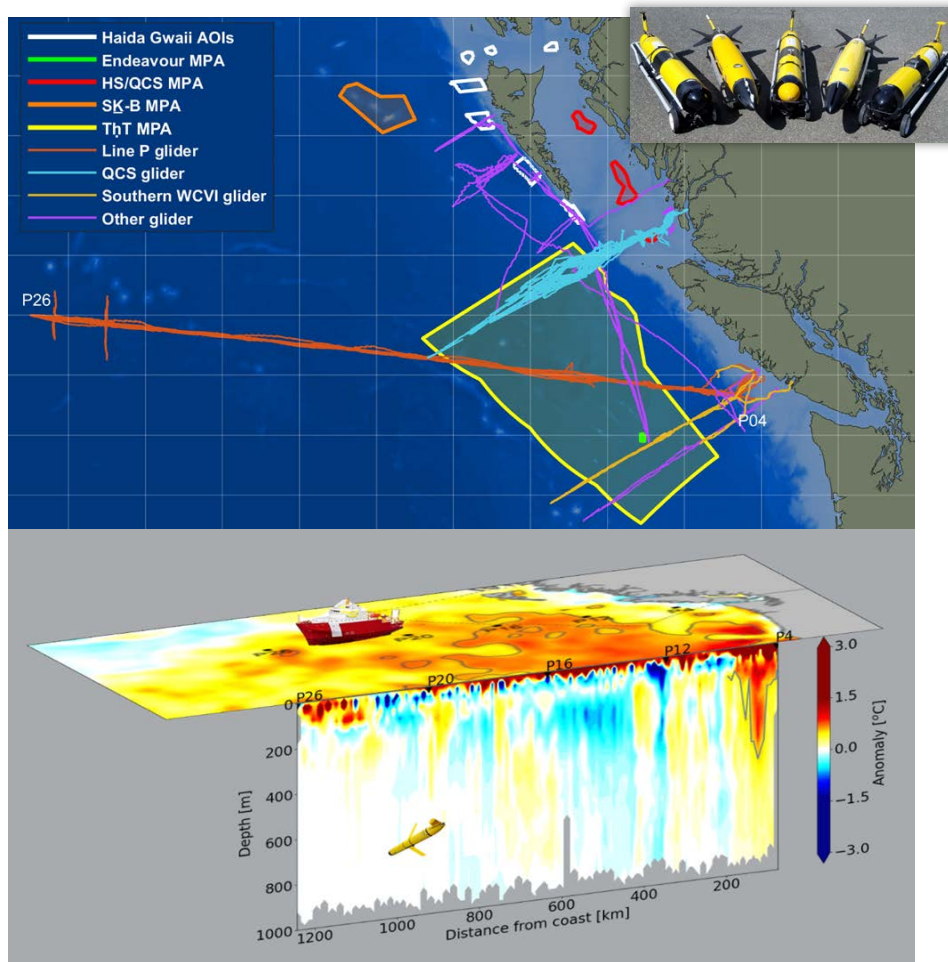 Haida Gwaii AOIs
Endeavour MPA
HS/QCS MPA
SḴ-B MPA
ThT MPA
Line P glider
QCS glider
Southern WCVI glider
Other glider
P26
P04
P4
P12
P16
P20
P26
0
200
400
600
800
1000
Depth [m]
1200
1000
800
600
400
200
Distance from coast [km]
3.0
1.5
0.0
−1.5
−3.0
Anomaly [°C]